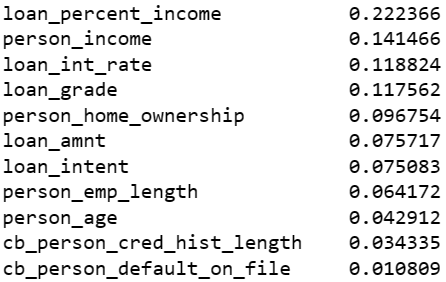 loan_percent_income 0.222366
person_income 0.141466
loan_int_rate 0.118824
loan_grade 0.117562
person_home_ownership 0.096754
loan_amnt 0.075717
loan_intent 0.075083
person_emp_length 0.064172
person_age 0.042912
cb_person_cred_hist_length 0.034335
cb_person_default_on_file 0.010809